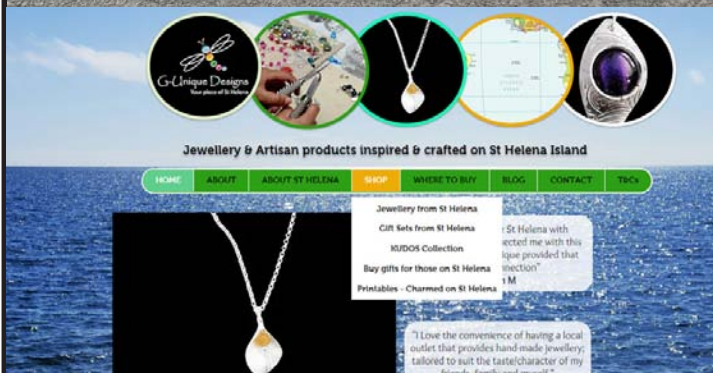 G-Unique Designs
Your piece of St Helena
Jewellery & Artisan products inspired & crafted on St Helena Island
HOME ABOUT ABOUT ST HELENA SHOP WHERE TO BUY BLOG CONTACT T&Cs
Jewellery from St Helena
Gift Sets from St Helena
KUDOS Collection
Buy gifts for those on St Helena
Printables - Charmed on St Helena
r St Helena with
ected me with this
ique provided that
nnection"
M
"I Love the convenience of having a local
outlet that provides hand-made jewellery;
tailored to suit the taste/character of my
friends, family and myself."